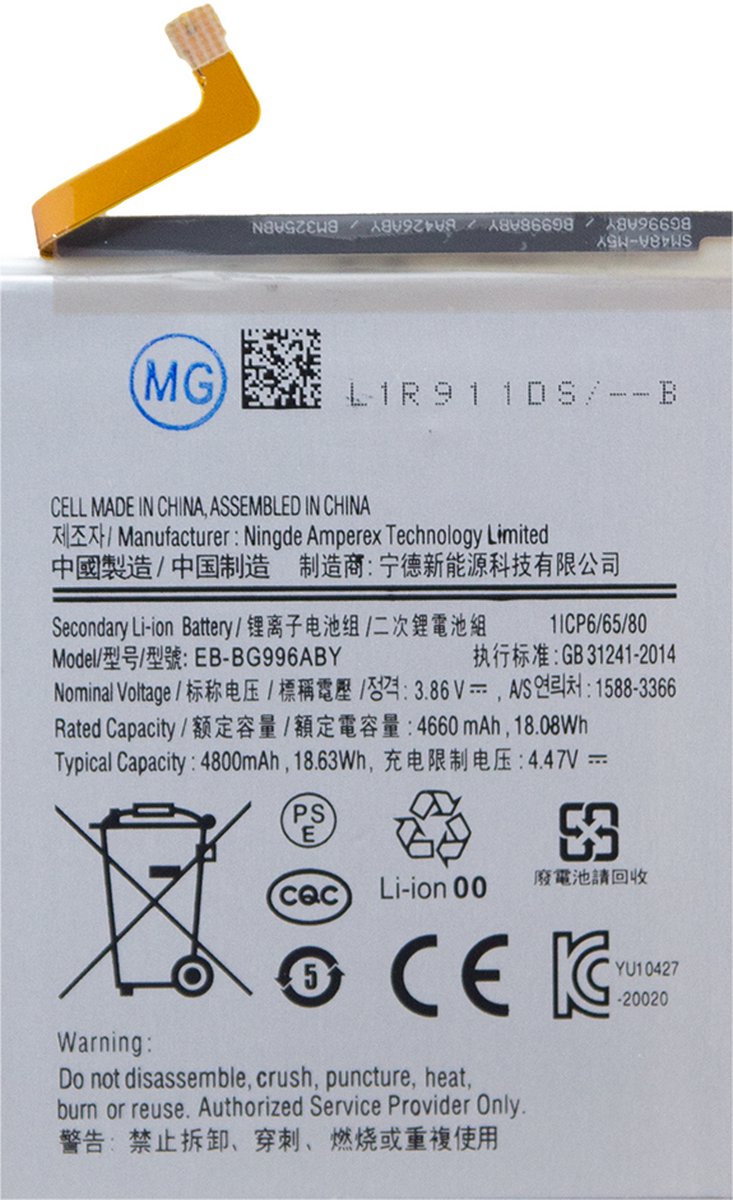 BG996ABY / BG998ABY / BA426ABY / BM325ABN
SM48A-M5Y
MG
L1R911DS/--B
CELL MADE IN CHINA, ASSEMBLED IN CHINA
제조자/ Manufacturer : Ningde Amperex Technology Limited
中國製造 / 中国制造 制造商: 宁德新能源科技有限公司
Secondary Li-ion Battery / 锂离子电池组 /二次鋰電池組 1ICP6/65/80
Model/型号/型號: EB-BG996ABY 执行标准 : GB 31241-2014
Nominal Voltage / 标称电压 / 標稱電壓 /정격 : 3.86 V⎓ , A/S연락처 : 1588-3366
Rated Capacity / 额定容量 / 額定電容量 : 4660 mAh , 18.08Wh
Typical Capacity : 4800mAh , 18.63Wh, 充电限制电压 : 4.47V ⎓
PS
E
CQC
Li-ion 00
廢電池請回收
5
CE
KC
YU10427
-20020
Warning :
Do not disassemble, crush, puncture, heat,
burn or reuse. Authorized Service Provider Only.
警告: 禁止拆卸、穿刺、燃烧或重複使用